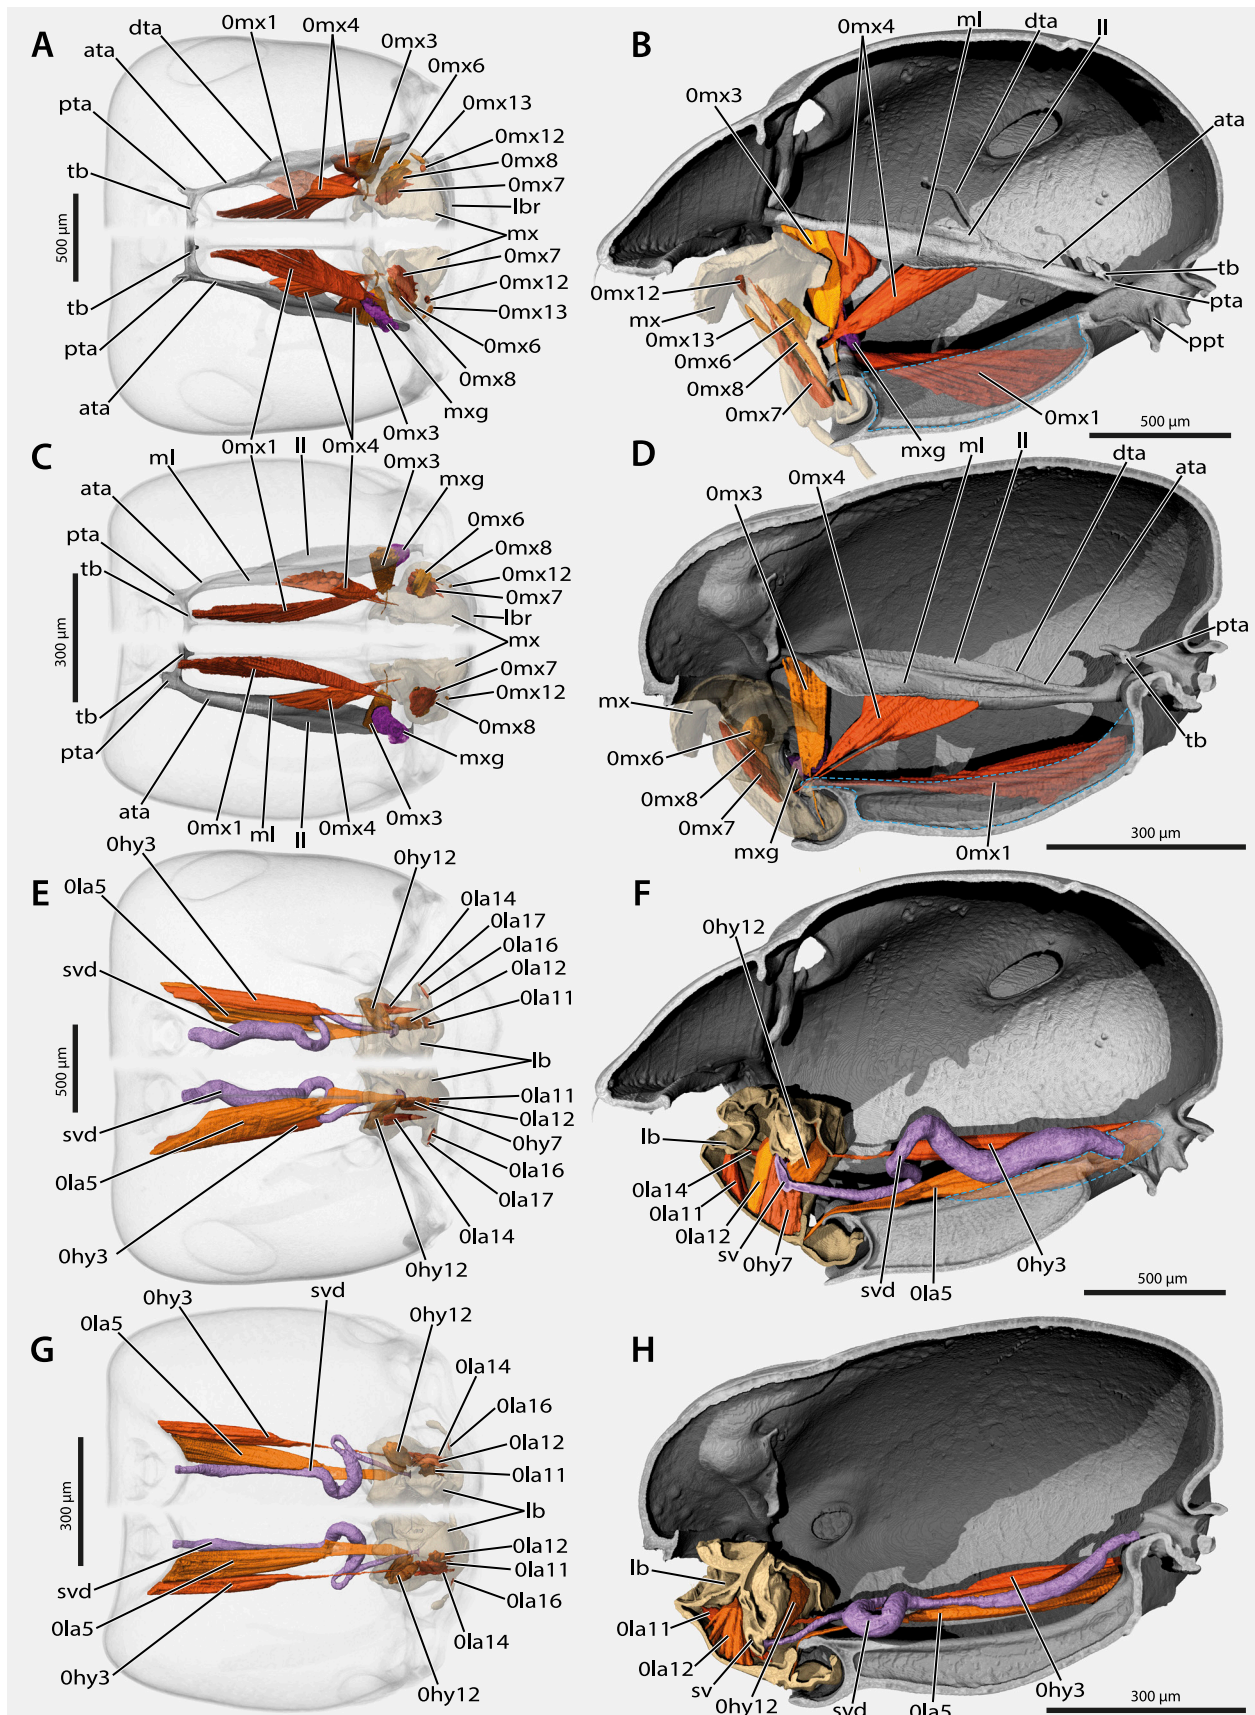 A
dta
0mx1
0mx4
0mx3
0mx6
0mx13
0mx12
0mx8
0mx7
lbr
mx
0mx7
0mx12
0mx13
0mx6
0mx8
mxg
0mx3
0mx4
0mx1
ata
pta
tb
500 µm
tb
pta
ata
B
0mx3
0mx4
ml
dta
ll
ata
tb
pta
ppt
0mx1
mxg
0mx7
0mx8
0mx6
0mx13
mx
0mx12
500 µm
C
ml
ll
0mx3
mxg
0mx6
0mx8
0mx12
0mx7
lbr
mx
0mx7
0mx12
0mx8
mxg
0mx3
0mx4
ll
ml
0mx1
ata
ata
pta
tb
300 µm
tb
pta
D
0mx3
0mx4
ml
ll
dta
ata
pta
tb
mx
0mx6
0mx8
0mx7
mxg
0mx1
300 µm
E
0la5
0hy3
0hy12
0la14
0la17
0la16
0la12
0la11
lb
0la11
0la12
0hy7
0la16
0la17
0la14
0hy12
svd
500 µm
svd
0la5
0hy3
F
0hy12
lb
0la14
0la11
0la12
sv
0hy7
svd
0la5
0hy3
500 µm
G
0la5
0hy3
svd
0hy12
0la14
0la16
0la12
0la11
lb
0la12
0la11
0la16
0la14
0hy12
300 µm
svd
0la5
0hy3
H
lb
0la11
0la12
sv
0hy12
svd
0la5
0hy3
300 µm